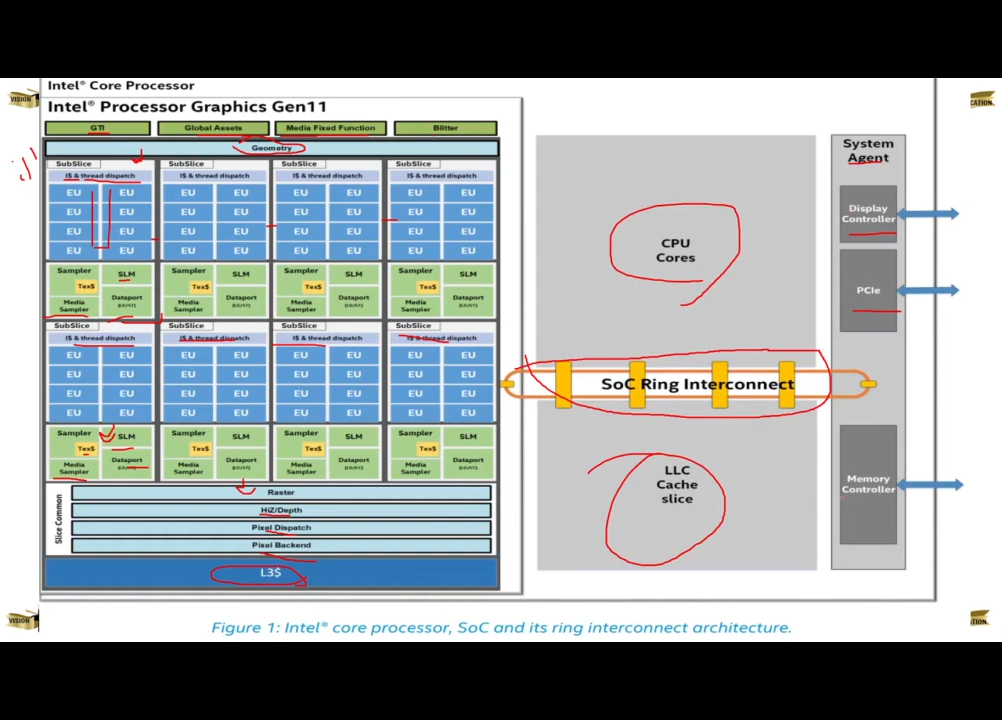 Intel® Core Processor
Intel® Processor Graphics Gen11
GTI Global Assets Media Fixed Function Blitter
Geometry
SubSlice SubSlice SubSlice SubSlice
I$ & thread dispatch I$ & thread dispatch I$ & thread dispatch I$ & thread dispatch
EU EU EU EU EU EU EU EU
EU EU EU EU EU EU EU EU
EU EU EU EU EU EU EU EU
EU EU EU EU EU EU EU EU
Sampler SLM Sampler SLM Sampler SLM Sampler SLM
Tex$ Tex$ Tex$ Tex$
Media Sampler Dataport Media Sampler Dataport Media Sampler Dataport Media Sampler Dataport
SubSlice SubSlice SubSlice SubSlice
I$ & thread dispatch I$ & thread dispatch I$ & thread dispatch I$ & thread dispatch
EU EU EU EU EU EU EU EU
EU EU EU EU EU EU EU EU
EU EU EU EU EU EU EU EU
EU EU EU EU EU EU EU EU
Sampler SLM Sampler SLM Sampler SLM Sampler SLM
Tex$ Tex$ Tex$ Tex$
Media Sampler Dataport Media Sampler Dataport Media Sampler Dataport Media Sampler Dataport
Slice Common
Raster
HiZ/Depth
Pixel Dispatch
Pixel Backend
L3$
CPU
Cores
SoC Ring Interconnect
LLC
Cache
slice
System
Agent
Display
Controller
PCIe
Memory
Controller
Figure 1: Intel® core processor, SoC and its ring interconnect architecture.
VISION
CATION.
VISION